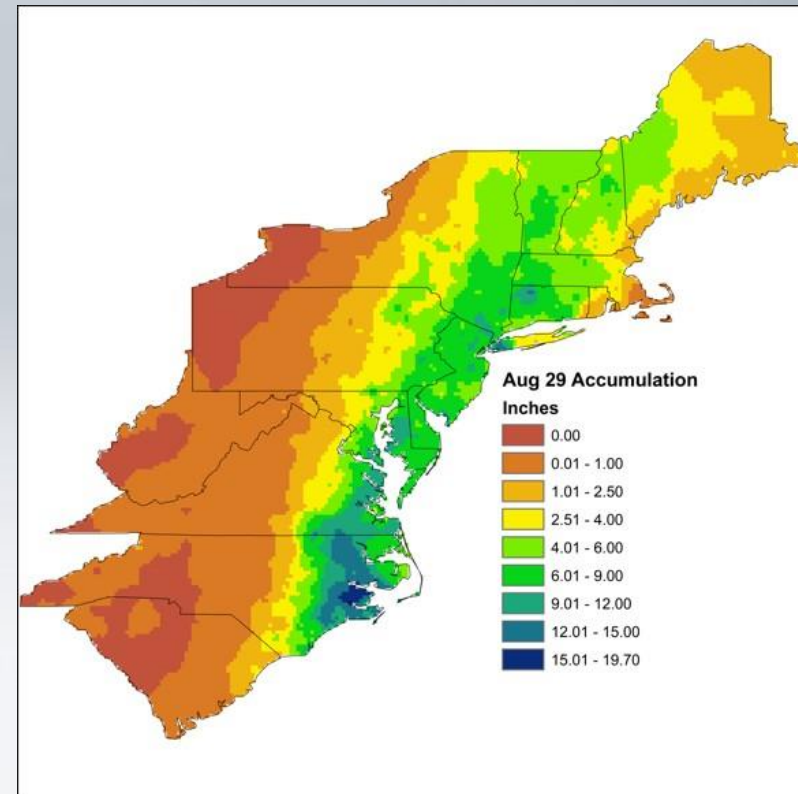 Aug 29 Accumulation
Inches
0.00
0.01 - 1.00
1.01 - 2.50
2.51 - 4.00
4.01 - 6.00
6.01 - 9.00
9.01 - 12.00
12.01 - 15.00
15.01 - 19.70